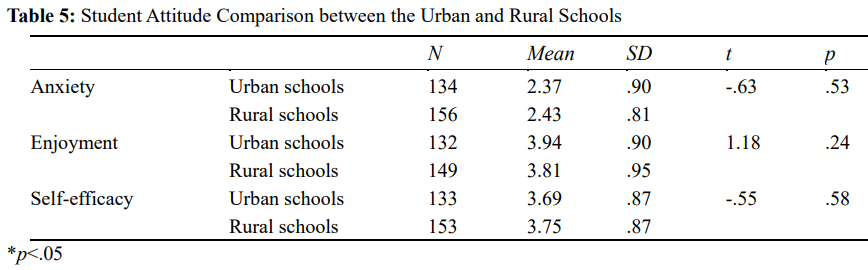 Table 5: Student Attitude Comparison between the Urban and Rural Schools
N Mean SD t p
Anxiety Urban schools 134 2.37 .90 -.63 .53
Rural schools 156 2.43 .81
Enjoyment Urban schools 132 3.94 .90 1.18 .24
Rural schools 149 3.81 .95
Self-efficacy Urban schools 133 3.69 .87 -.55 .58
Rural schools 153 3.75 .87
*p<.05